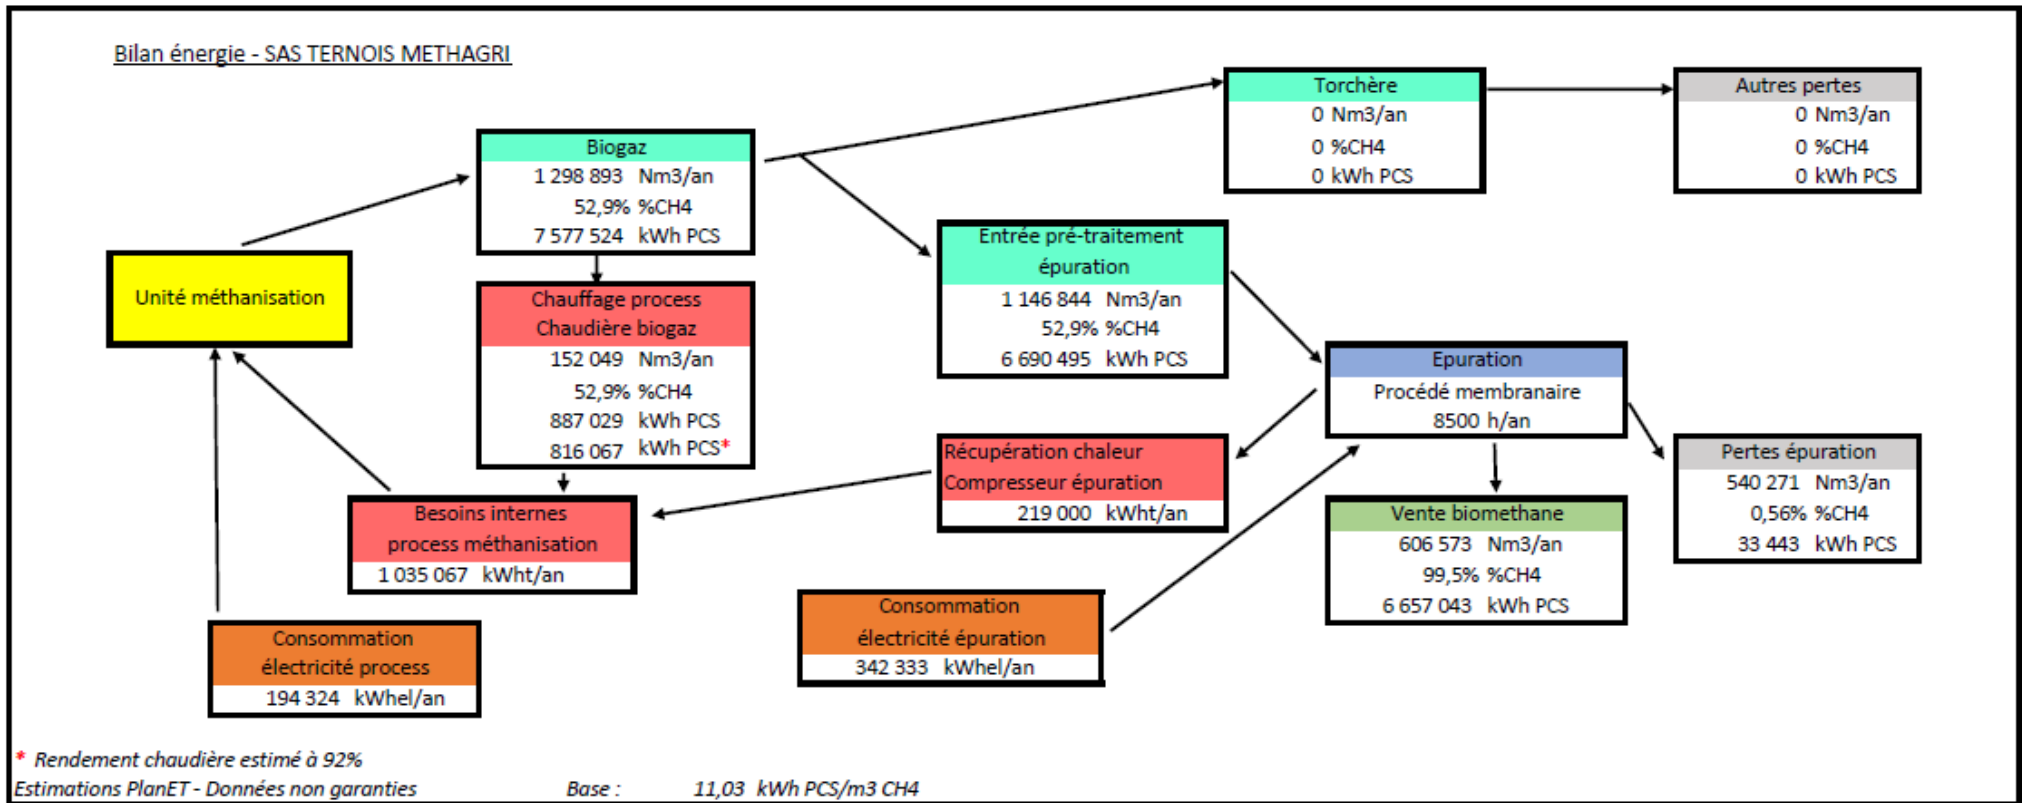 Bilan énergie - SAS TERNOIS METHAGRI
Torchère
0 Nm3/an
0 %CH4
0 kWh PCS
Autres pertes
0 Nm3/an
0 %CH4
0 kWh PCS
Biogaz
1 298 893 Nm3/an
52,9% %CH4
7 577 524 kWh PCS
Entrée pré-traitement
épuration
1 146 844 Nm3/an
52,9% %CH4
6 690 495 kWh PCS
Unité méthanisation
Chauffage process
Chaudière biogaz
152 049 Nm3/an
52,9% %CH4
887 029 kWh PCS
816 067 kWh PCS*
Epuration
Procédé membranaire
8500 h/an
Récupération chaleur
Compresseur épuration
219 000 kWht/an
Pertes épuration
540 271 Nm3/an
0,56% %CH4
33 443 kWh PCS
Besoins internes
process méthanisation
1 035 067 kWht/an
Vente biomethane
606 573 Nm3/an
99,5% %CH4
6 657 043 kWh PCS
Consommation
électricité épuration
342 333 kWhel/an
Consommation
électricité process
194 324 kWhel/an
* Rendement chaudière estimé à 92%
Estimations PlanET - Données non garanties Base : 11,03 kWh PCS/m3 CH4